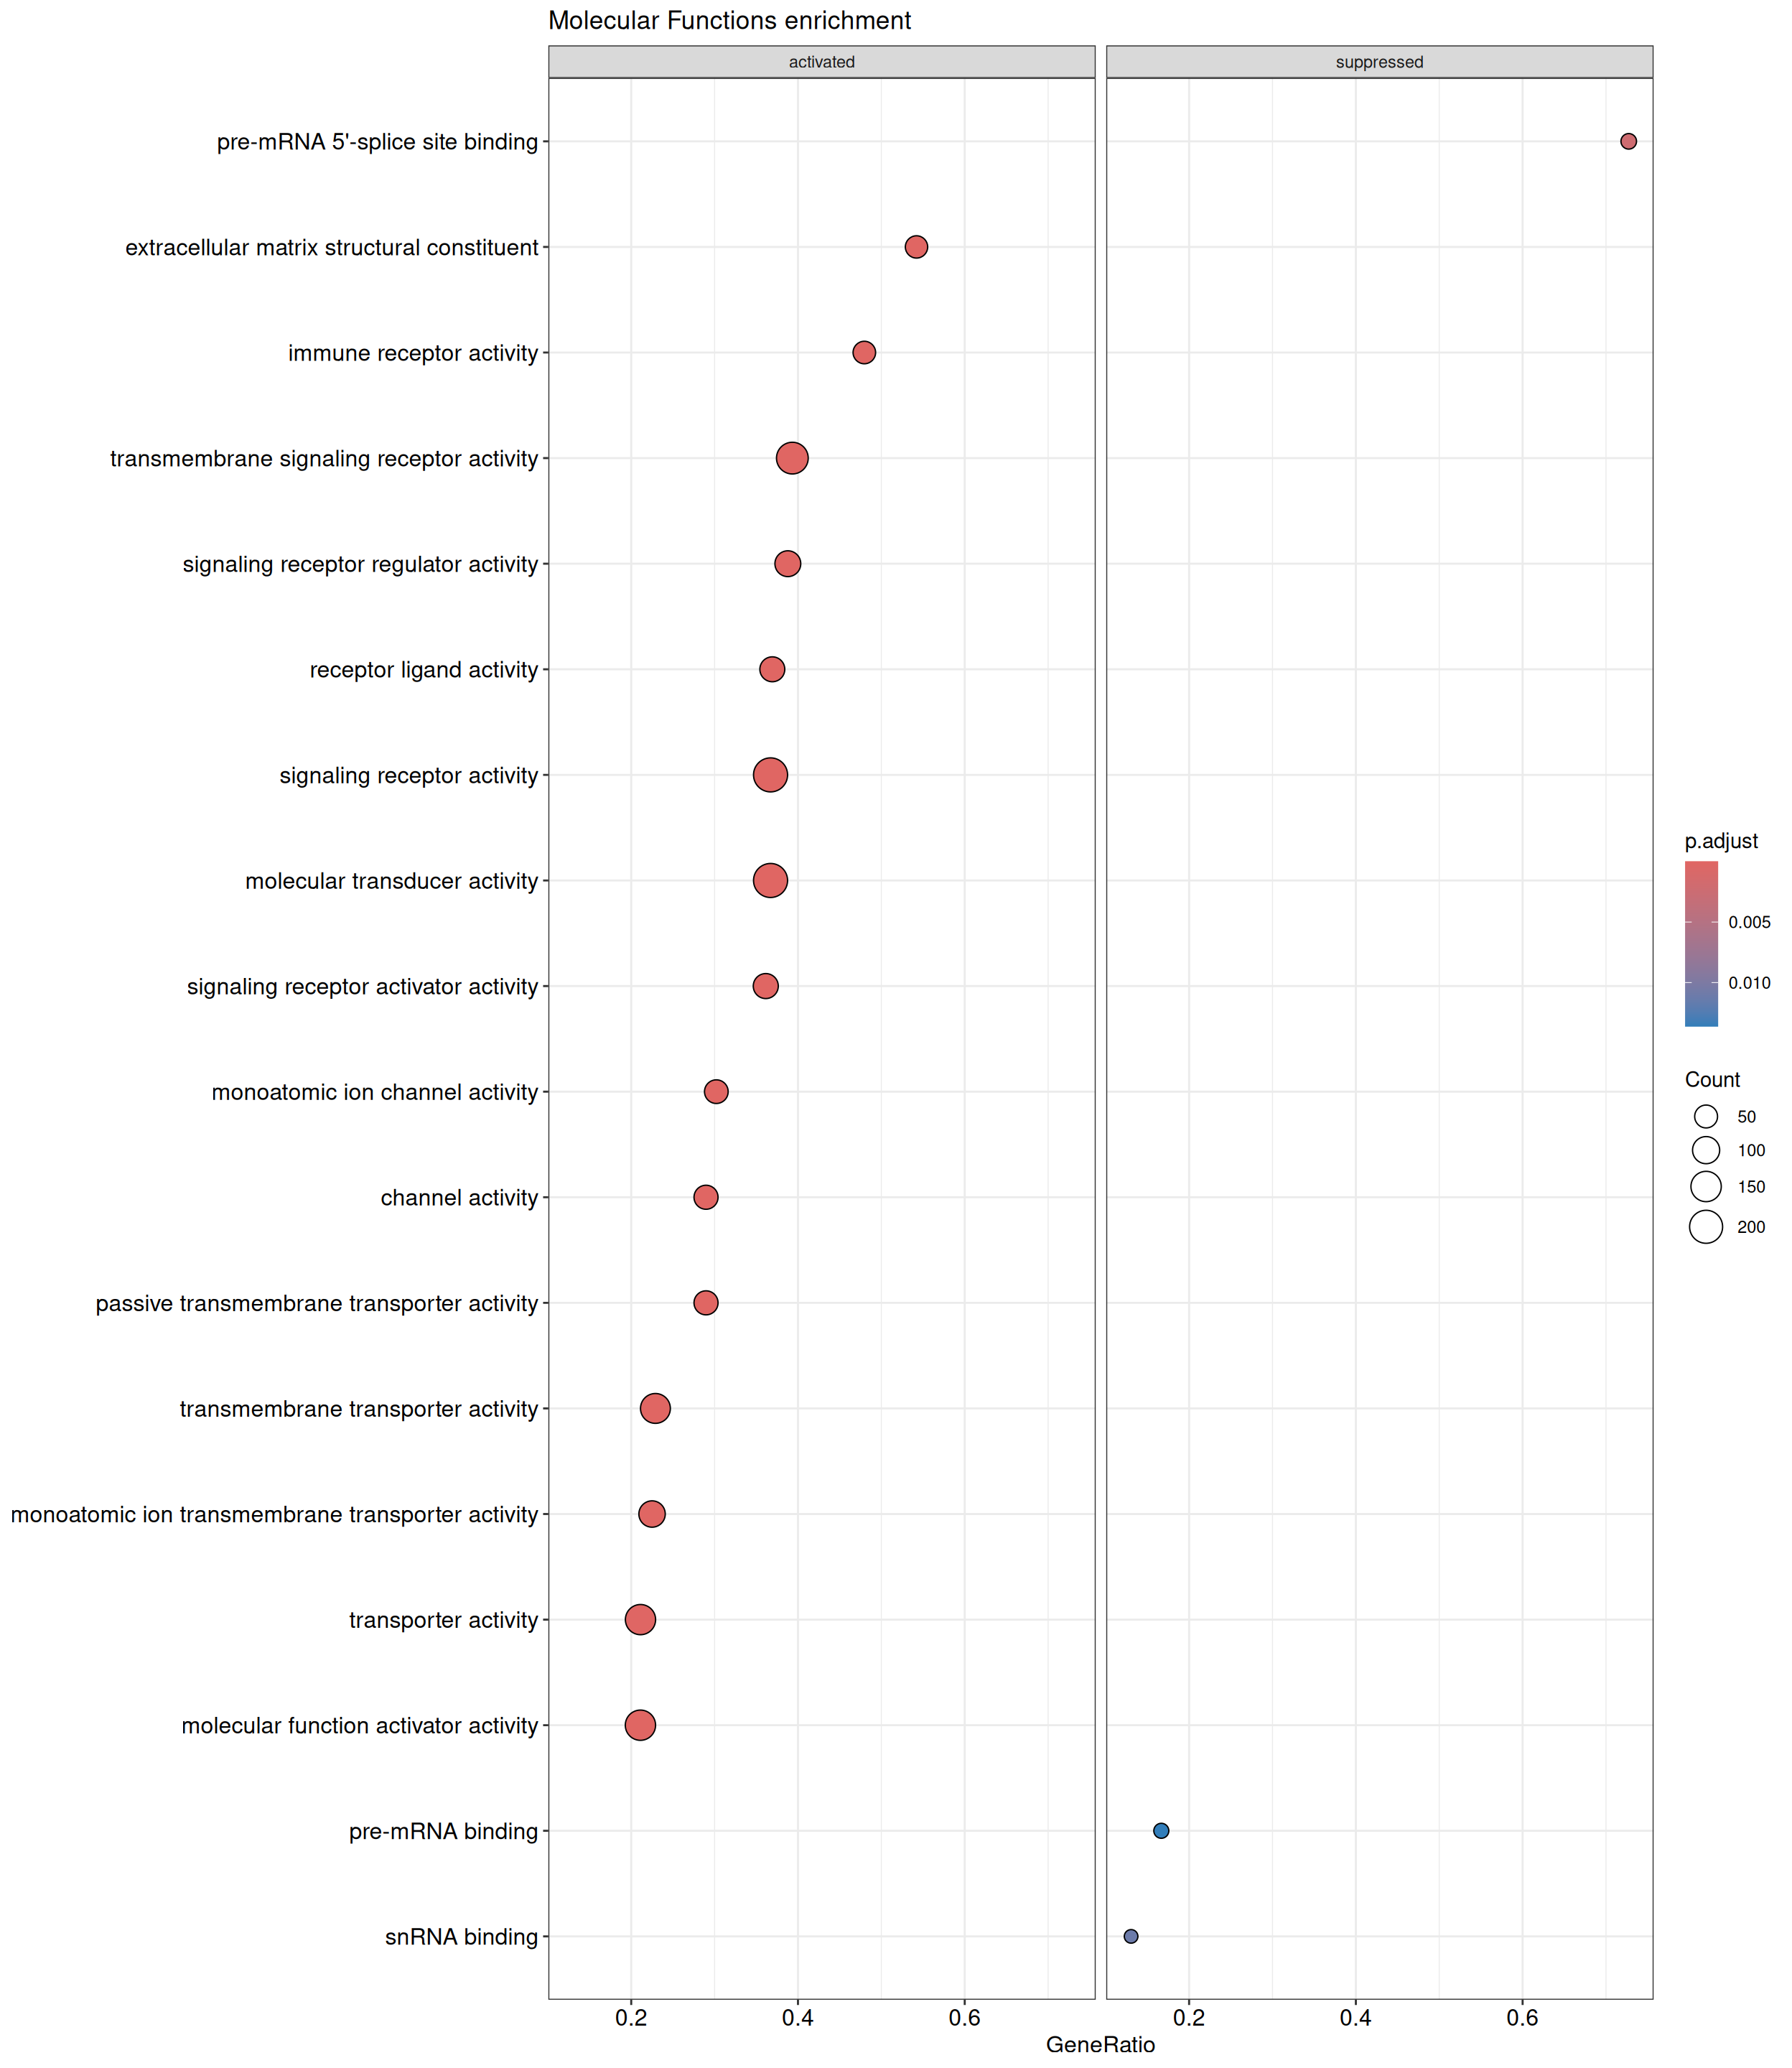 Molecular Functions enrichment
activated
suppressed
pre-mRNA 5'-splice site binding
extracellular matrix structural constituent
immune receptor activity
transmembrane signaling receptor activity
signaling receptor regulator activity
receptor ligand activity
signaling receptor activity
molecular transducer activity
signaling receptor activator activity
monoatomic ion channel activity
channel activity
passive transmembrane transporter activity
transmembrane transporter activity
monoatomic ion transmembrane transporter activity
transporter activity
molecular function activator activity
pre-mRNA binding
snRNA binding
0.2 0.4 0.6
0.2 0.4 0.6
GeneRatio
p.adjust
0.005
0.010
Count
50
100
150
200